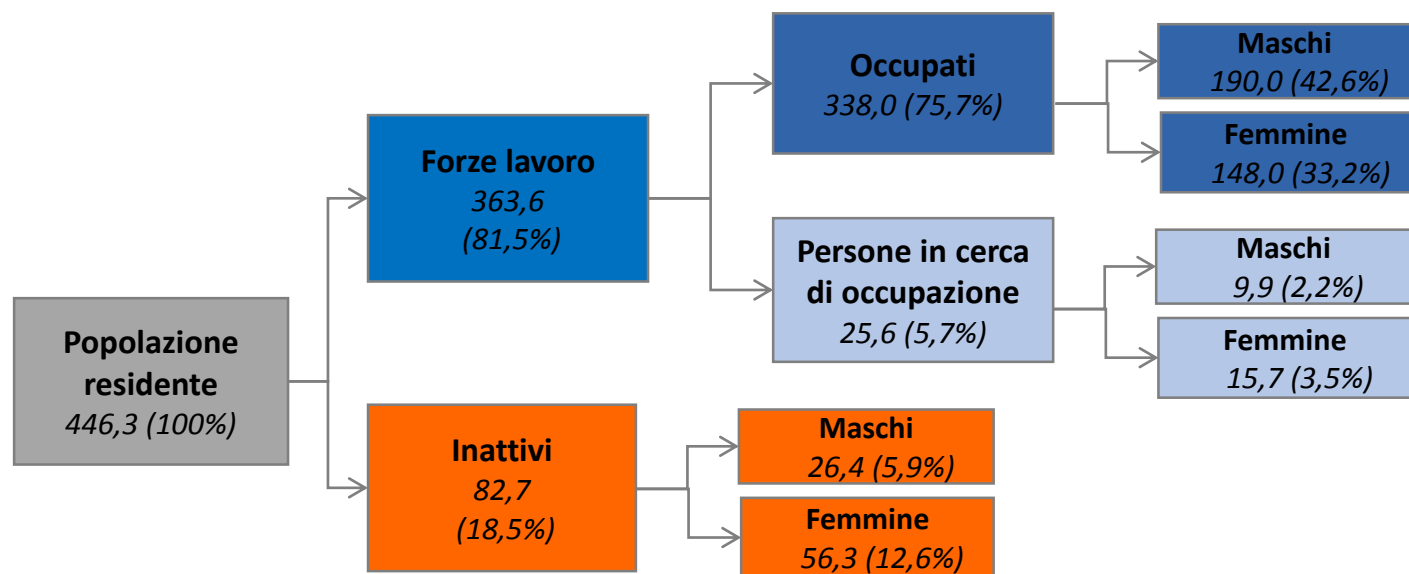 Popolazione
residente
446,3 (100%)
Forze lavoro
363,6
(81,5%)
Inattivi
82,7
(18,5%)
Occupati
338,0 (75,7%)
Persone in cerca
di occupazione
25,6 (5,7%)
Maschi
190,0 (42,6%)
Femmine
148,0 (33,2%)
Maschi
9,9 (2,2%)
Femmine
15,7 (3,5%)
Maschi
26,4 (5,9%)
Femmine
56,3 (12,6%)